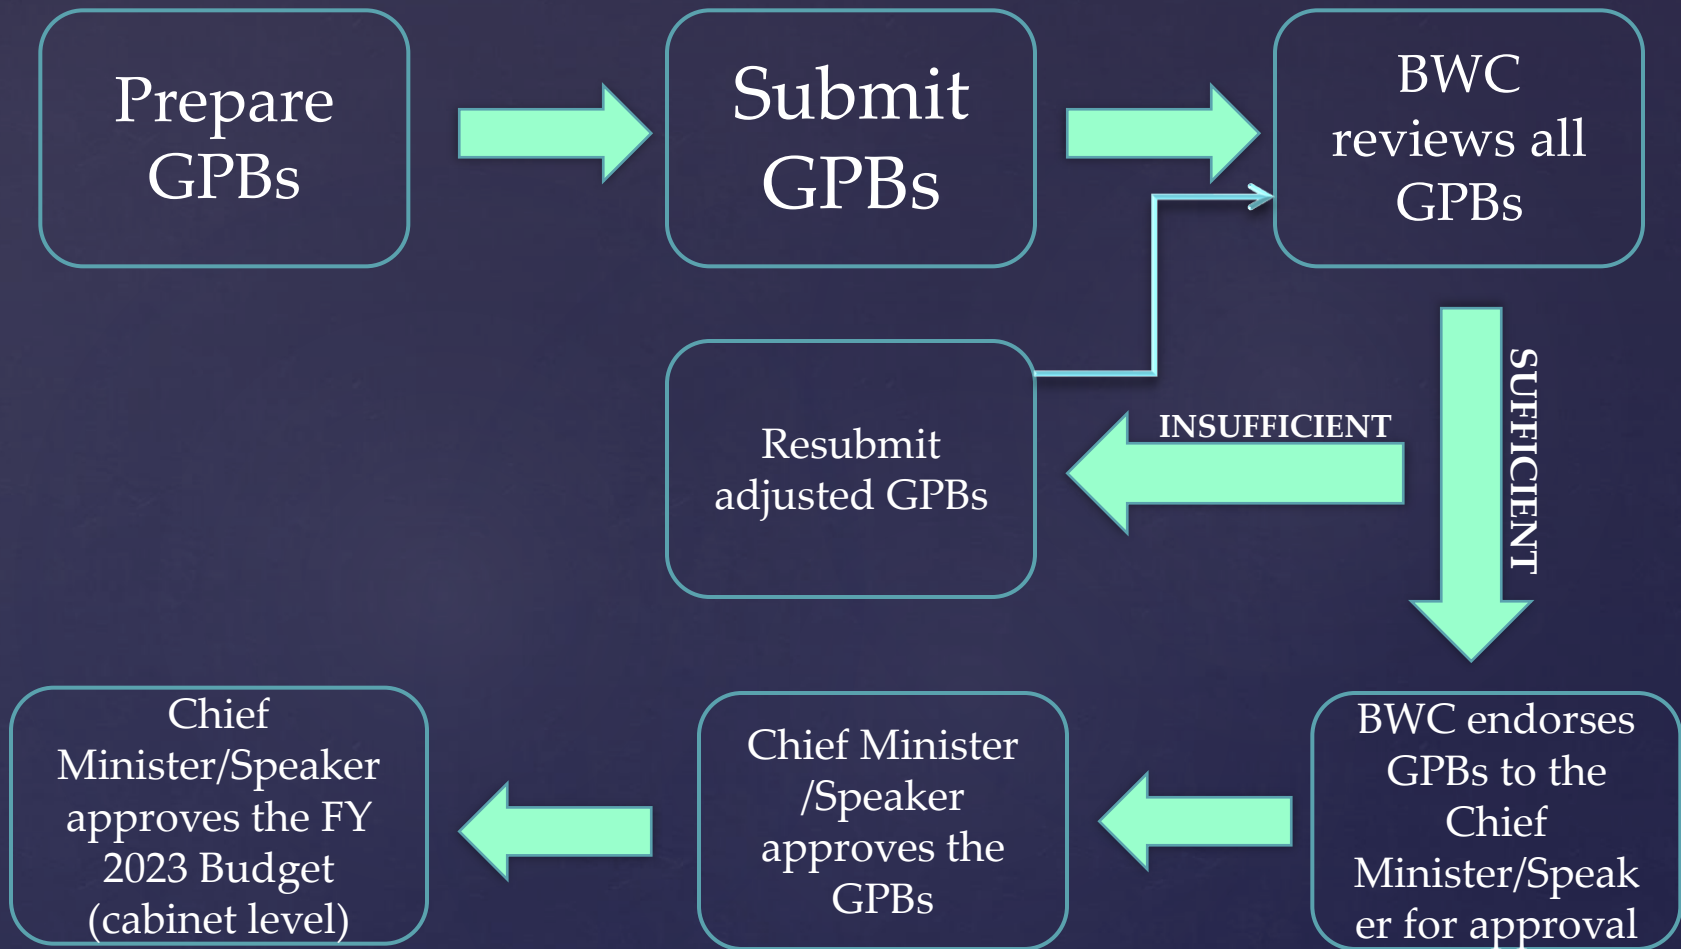 Prepare
GPBs
Submit
GPBs
BWC
reviews all
GPBs
Resubmit
adjusted GPBs
INSUFFICIENT
SUFFICIENT
Chief
Minister/Speaker
approves the FY
2023 Budget
(cabinet level)
Chief Minister
/Speaker
approves the
GPBs
BWC endorses
GPBs to the
Chief
Minister/Speak
er for approval